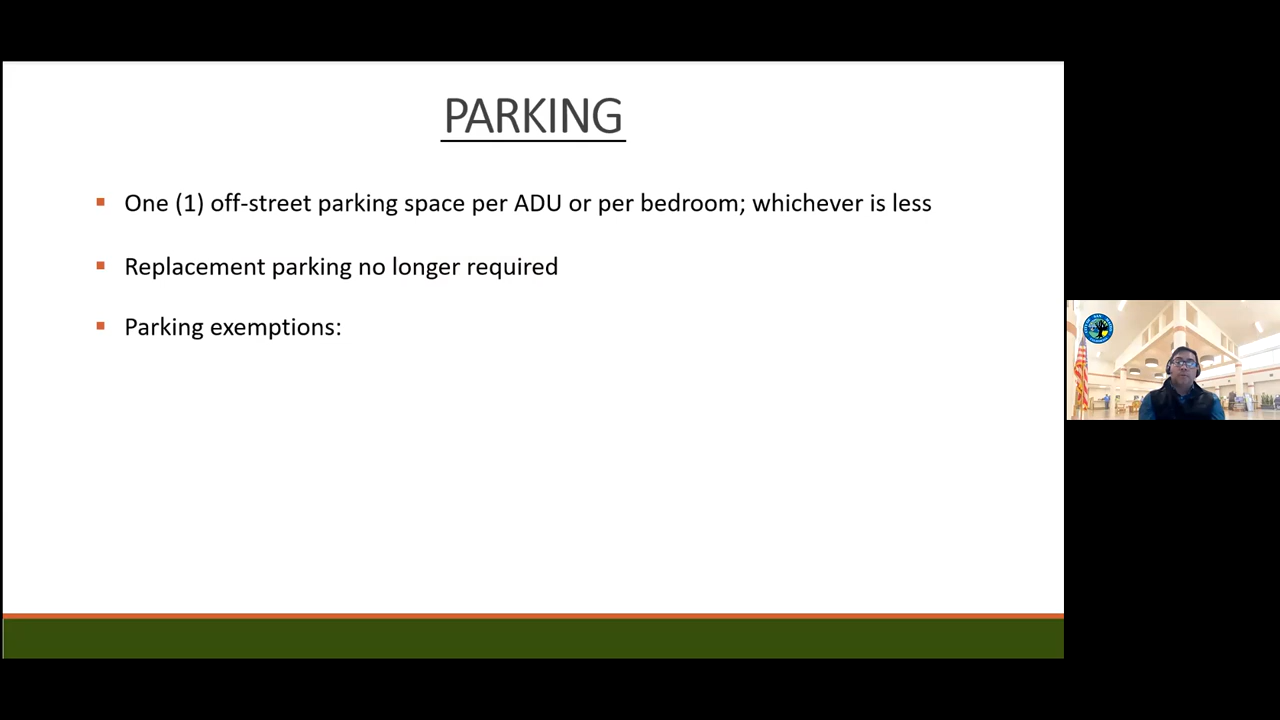 PARKING
One (1) off-street parking space per ADU or per bedroom; whichever is less
Replacement parking no longer required
Parking exemptions: